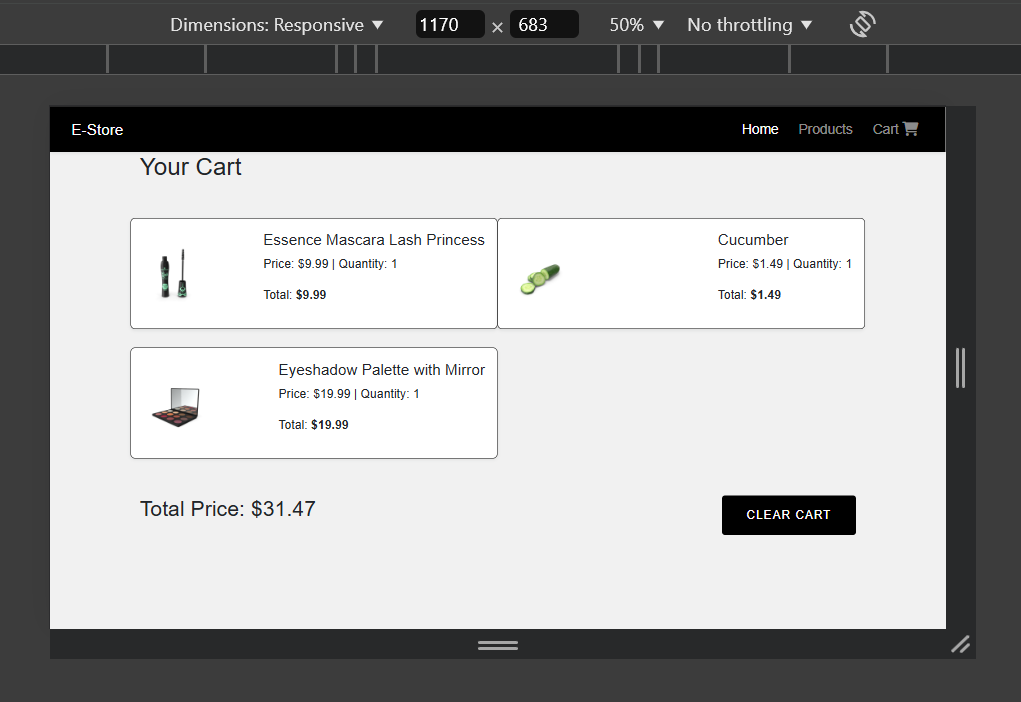 Dimensions: Responsive ▼ 1170 × 683 50% ▼ No throttling ▼
E-Store Home Products Cart
Your Cart
Essence Mascara Lash Princess
Price: $9.99 | Quantity: 1
Total: $9.99
Cucumber
Price: $1.49 | Quantity: 1
Total: $1.49
Eyeshadow Palette with Mirror
Price: $19.99 | Quantity: 1
Total: $19.99
Total Price: $31.47
CLEAR CART